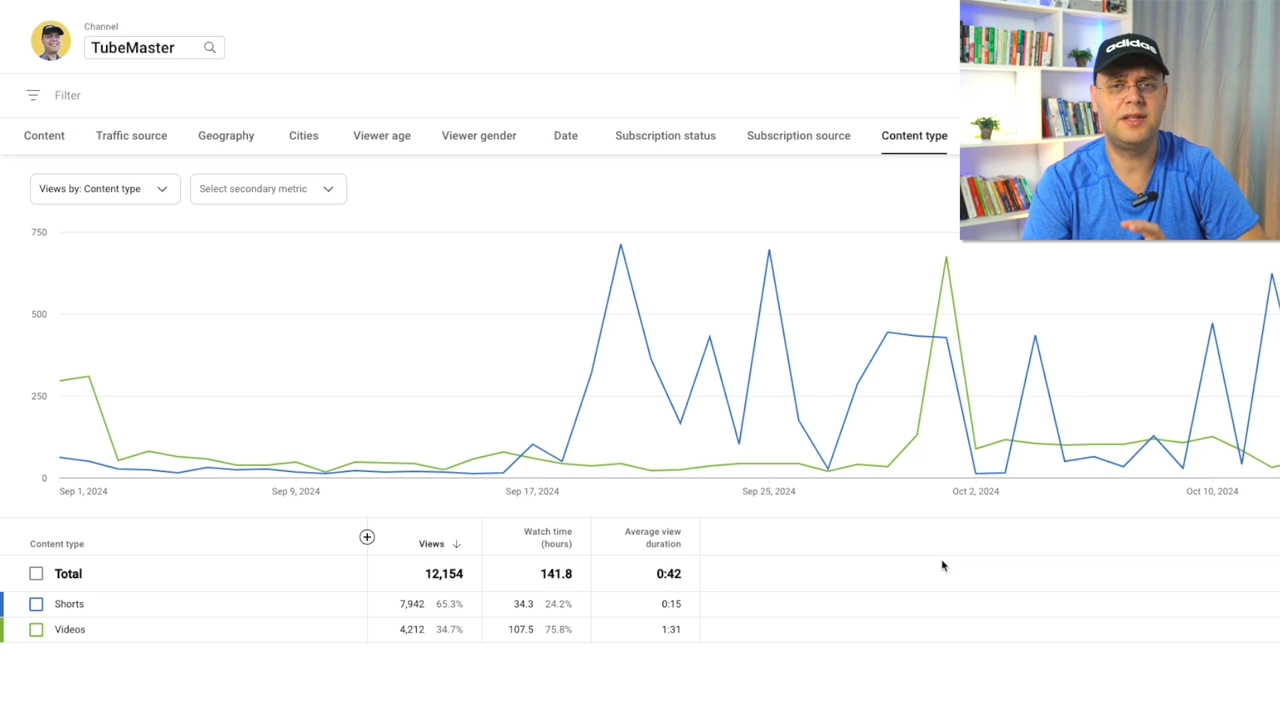 Channel
TubeMaster
Filter
Content Traffic source Geography Cities Viewer age Viewer gender Date Subscription status Subscription source Content type
Views by: Content type Select secondary metric
adidas
750
500
250
0
Sep 1, 2024 Sep 9, 2024 Sep 17, 2024 Sep 25, 2024 Oct 2, 2024 Oct 10, 2024
Content type Views Watch time (hours) Average view duration
Total 12,154 141.8 0:42
Shorts 7,942 65.3% 34.3 24.2% 0:15
Videos 4,212 34.7% 107.5 75.8% 1:31